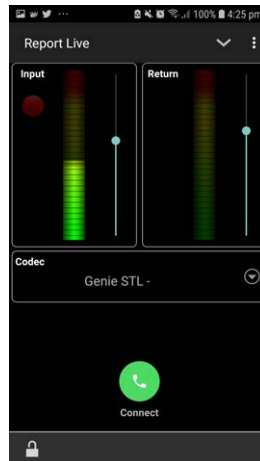 100% 4:25 pm
Report Live
Input
Return
Codec
Genie STL -
Connect